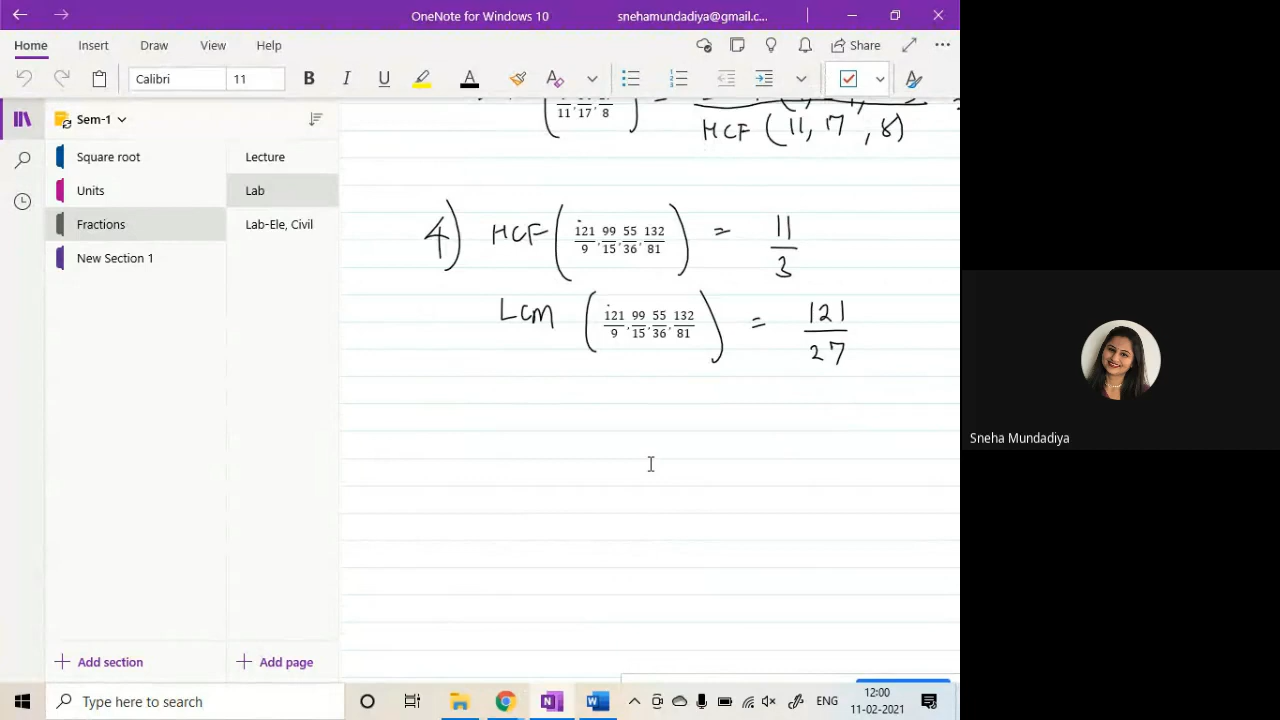 OneNote for Windows 10
snehamundadiya@gmail.c...
Home Insert Draw View Help
Share
Calibri 11 B I U A
Sem-1
Square root
Units
Fractions
New Section 1
Lecture
Lab
Lab-Ele, Civil
11 17 8
HCF (11, 17, 8)
4) HCF (121/9, 99/15, 55/36, 132/81) = 11/3
LCM (121/9, 99/15, 55/36, 132/81) = 121/27
Sneha Mundadiya
+ Add section
+ Add page
Type here to search
ENG
12:00
11-02-2021